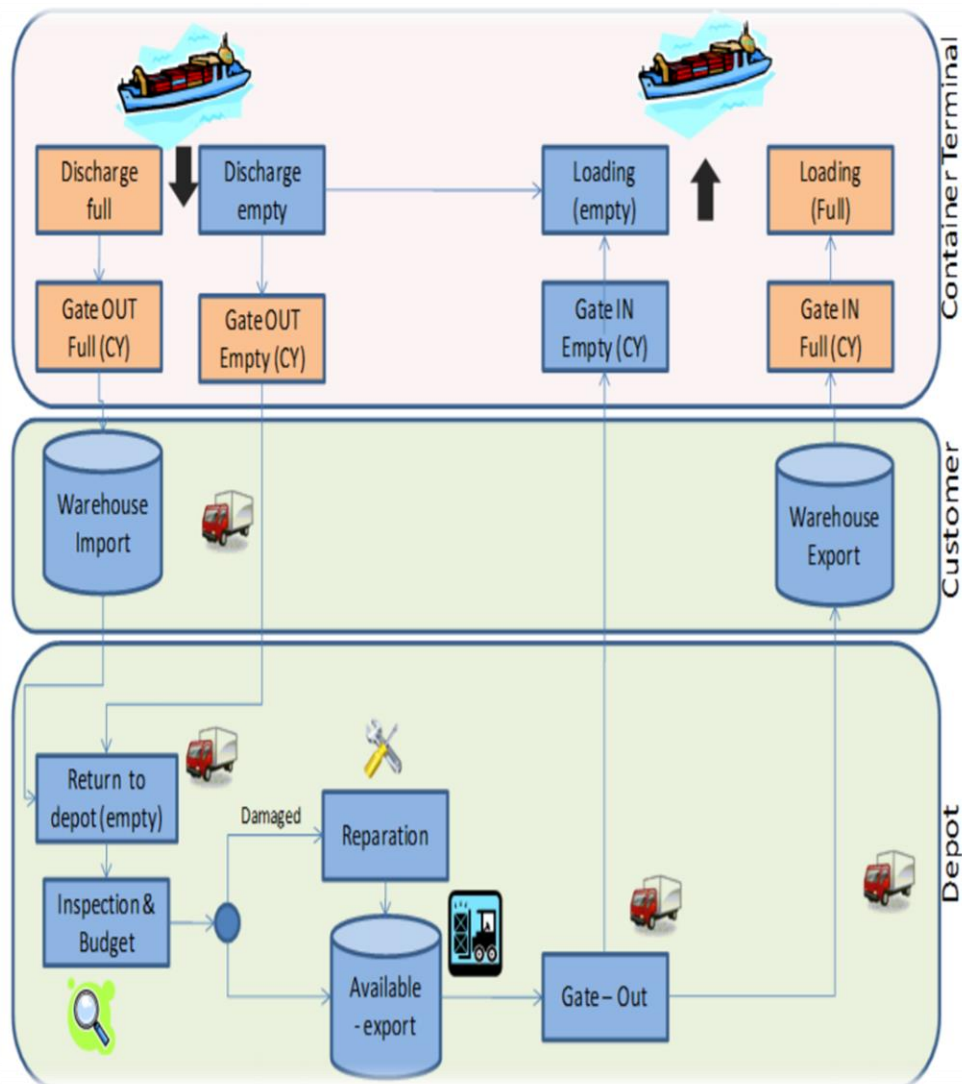 Discharge
full
Discharge
empty
Loading
(empty)
Loading
(Full)
Gate OUT
Full (CY)
Gate OUT
Empty (CY)
Gate IN
Empty (CY)
Gate IN
Full (CY)
Container Terminal
Warehouse
Import
Warehouse
Export
Customer
Return to
depot (empty)
Damaged
Reparation
Inspection &
Budget
Available
- export
Gate – Out
Depot